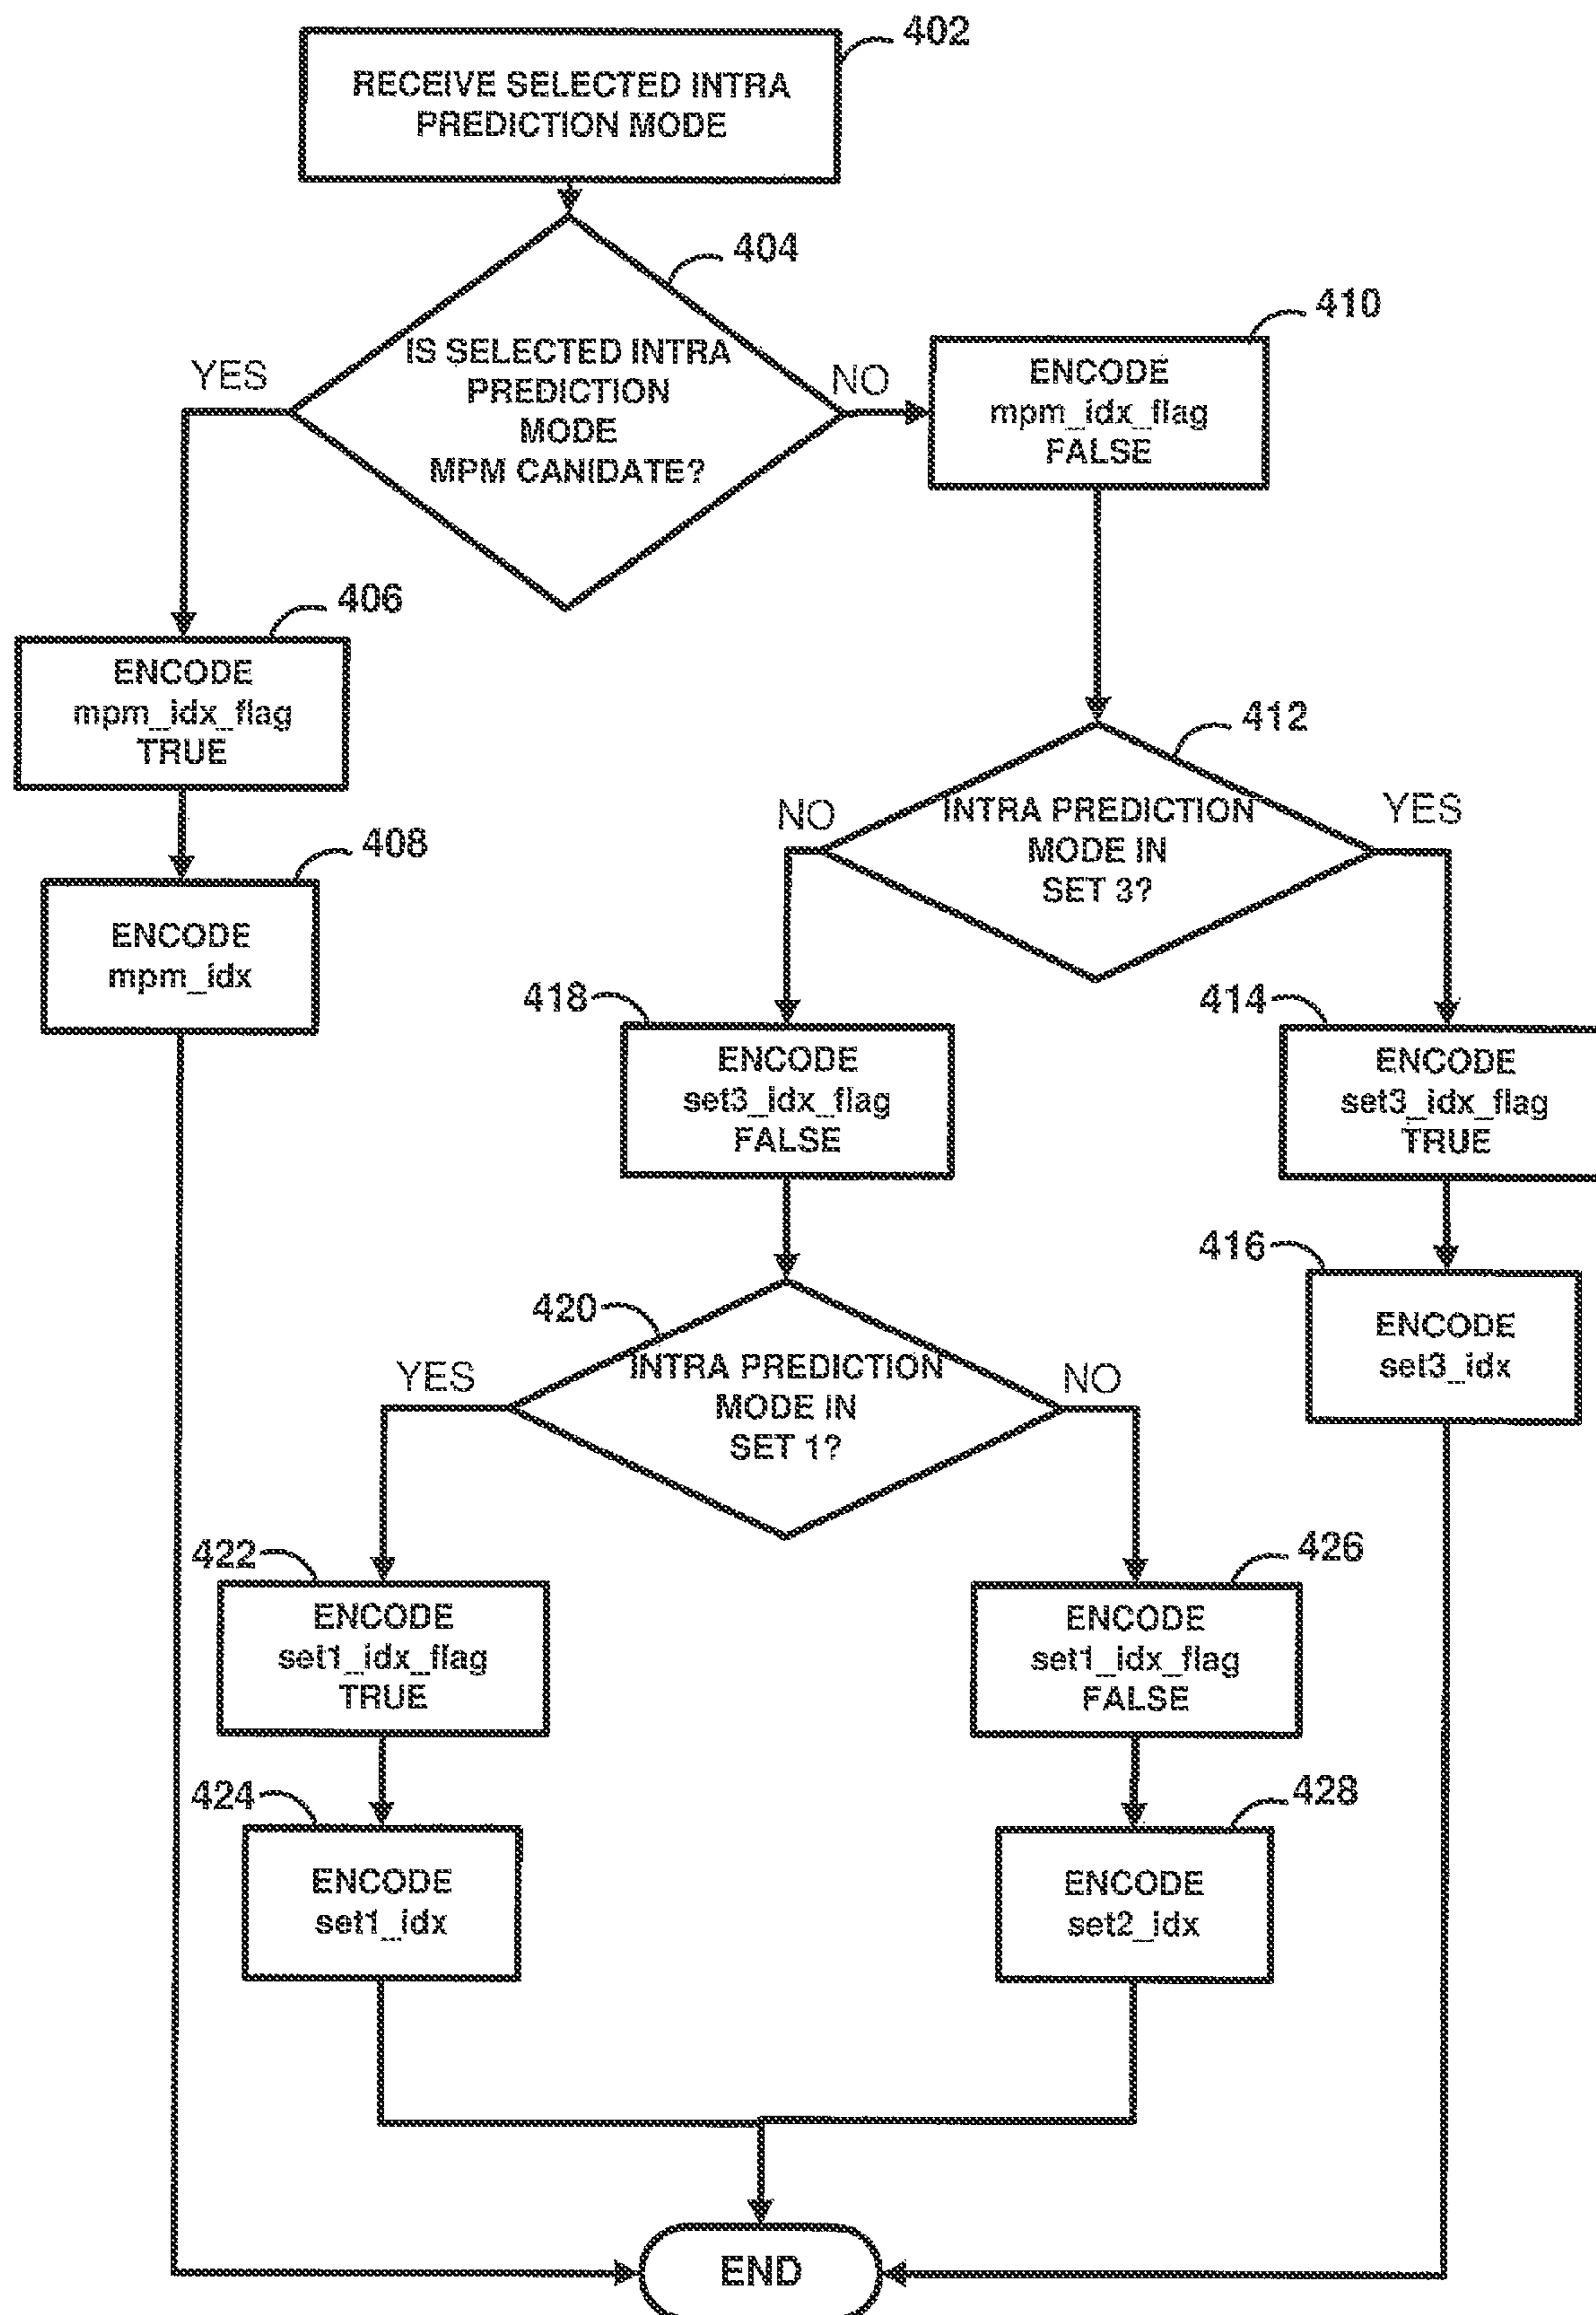 402
RECEIVE SELECTED INTRA
PREDICTION MODE
404
IS SELECTED INTRA
PREDICTION
MODE
MPM CANIDATE?
YES
NO
410
ENCODE
mpm_idx_flag
FALSE
406
ENCODE
mpm_idx_flag
TRUE
408
ENCODE
mpm_idx
412
INTRA PREDICTION
MODE IN
SET 3?
NO
YES
418
ENCODE
set3_idx_flag
FALSE
414
ENCODE
set3_idx_flag
TRUE
416
ENCODE
set3_idx
420
INTRA PREDICTION
MODE IN
SET 1?
YES
NO
422
ENCODE
set1_idx_flag
TRUE
426
ENCODE
set1_idx_flag
FALSE
424
ENCODE
set1_idx
428
ENCODE
set2_idx
END